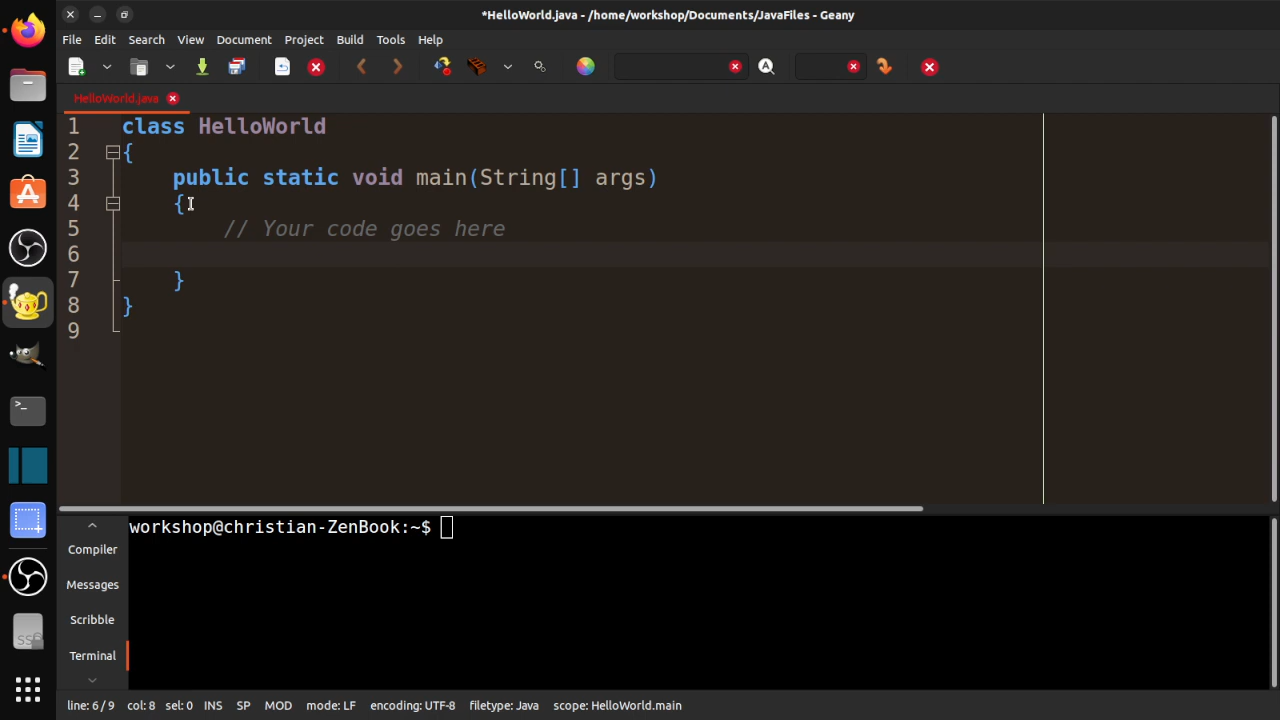 *HelloWorld.java - /home/workshop/Documents/JavaFiles - Geany
File Edit Search View Document Project Build Tools Help
HelloWorld.java
1 class HelloWorld
2 {
3 public static void main(String[] args)
4 {
5 // Your code goes here
6
7 }
8 }
9
workshop@christian-ZenBook:~$
Compiler
Messages
Scribble
Terminal
line: 6 / 9 col: 8 sel: 0 INS SP MOD mode: LF encoding: UTF-8 filetype: Java scope: HelloWorld.main